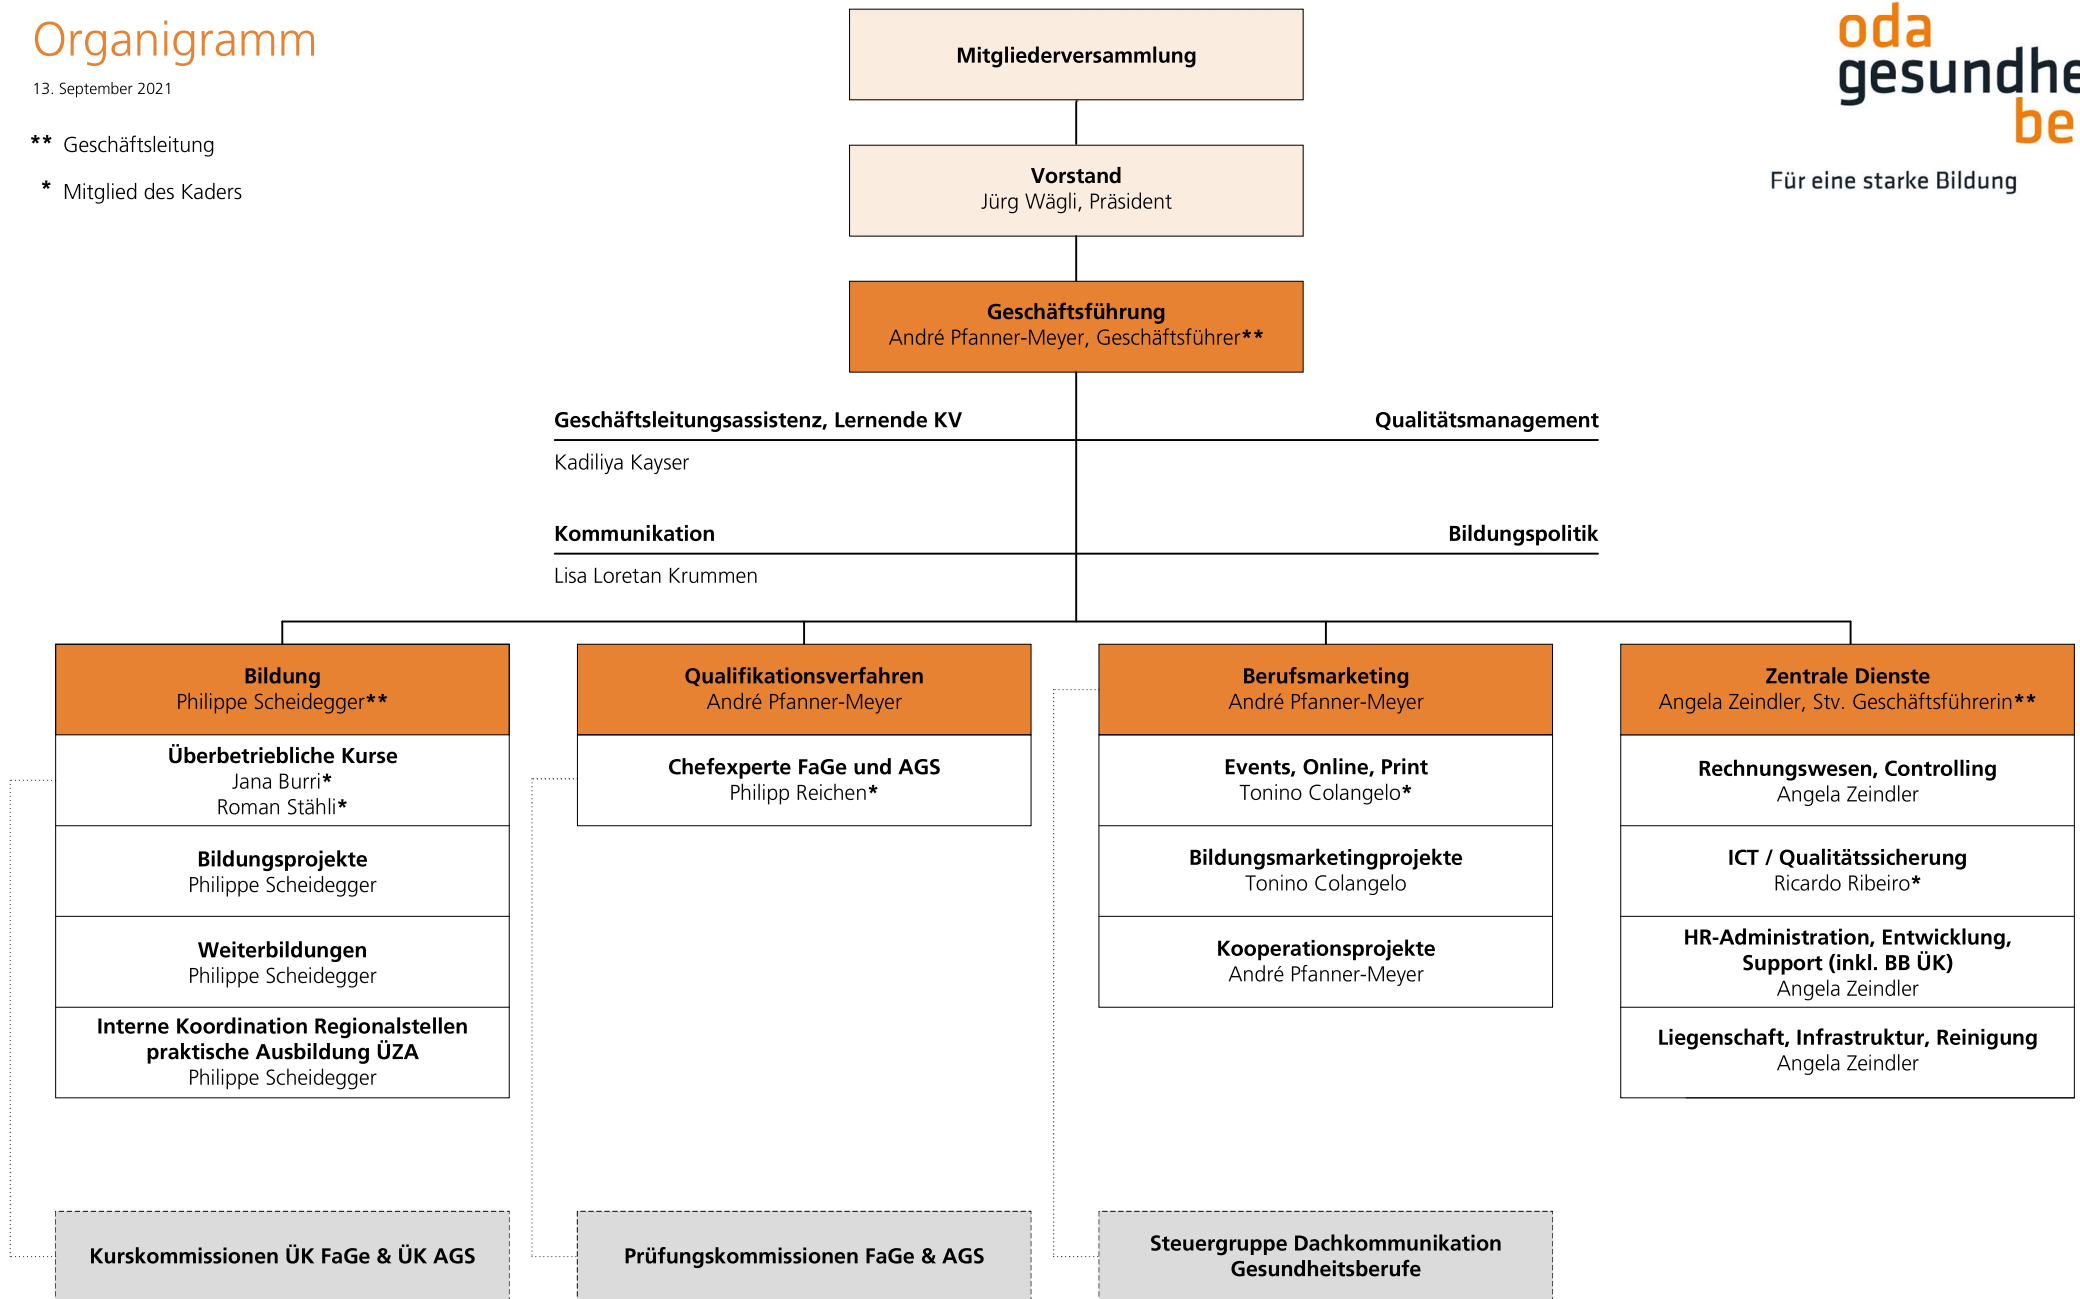 Organigramm
13. September 2021
** Geschäftsleitung
* Mitglied des Kaders
oda
gesundhe
be
Für eine starke Bildung
Mitgliederversammlung
Vorstand
Jürg Wägli, Präsident
Geschäftsführung
André Pfanner-Meyer, Geschäftsführer**
Geschäftsleitungsassistenz, Lernende KV
Kadiliya Kayser
Qualitätsmanagement
Kommunikation
Lisa Loretan Krummen
Bildungspolitik
Bildung
Philippe Scheidegger**
Überbetriebliche Kurse
Jana Burri*
Roman Stähli*
Bildungsprojekte
Philippe Scheidegger
Weiterbildungen
Philippe Scheidegger
Interne Koordination Regionalstellen
praktische Ausbildung ÜZA
Philippe Scheidegger
Qualifikationsverfahren
André Pfanner-Meyer
Chefexperte FaGe und AGS
Philipp Reichen*
Berufsmarketing
André Pfanner-Meyer
Events, Online, Print
Tonino Colangelo*
Bildungsmarketingprojekte
Tonino Colangelo
Kooperationsprojekte
André Pfanner-Meyer
Zentrale Dienste
Angela Zeindler, Stv. Geschäftsführerin**
Rechnungswesen, Controlling
Angela Zeindler
ICT / Qualitätssicherung
Ricardo Ribeiro*
HR-Administration, Entwicklung,
Support (inkl. BB ÜK)
Angela Zeindler
Liegenschaft, Infrastruktur, Reinigung
Angela Zeindler
Kurskommissionen ÜK FaGe & ÜK AGS
Prüfungskommissionen FaGe & AGS
Steuergruppe Dachkommunikation
Gesundheitsberufe